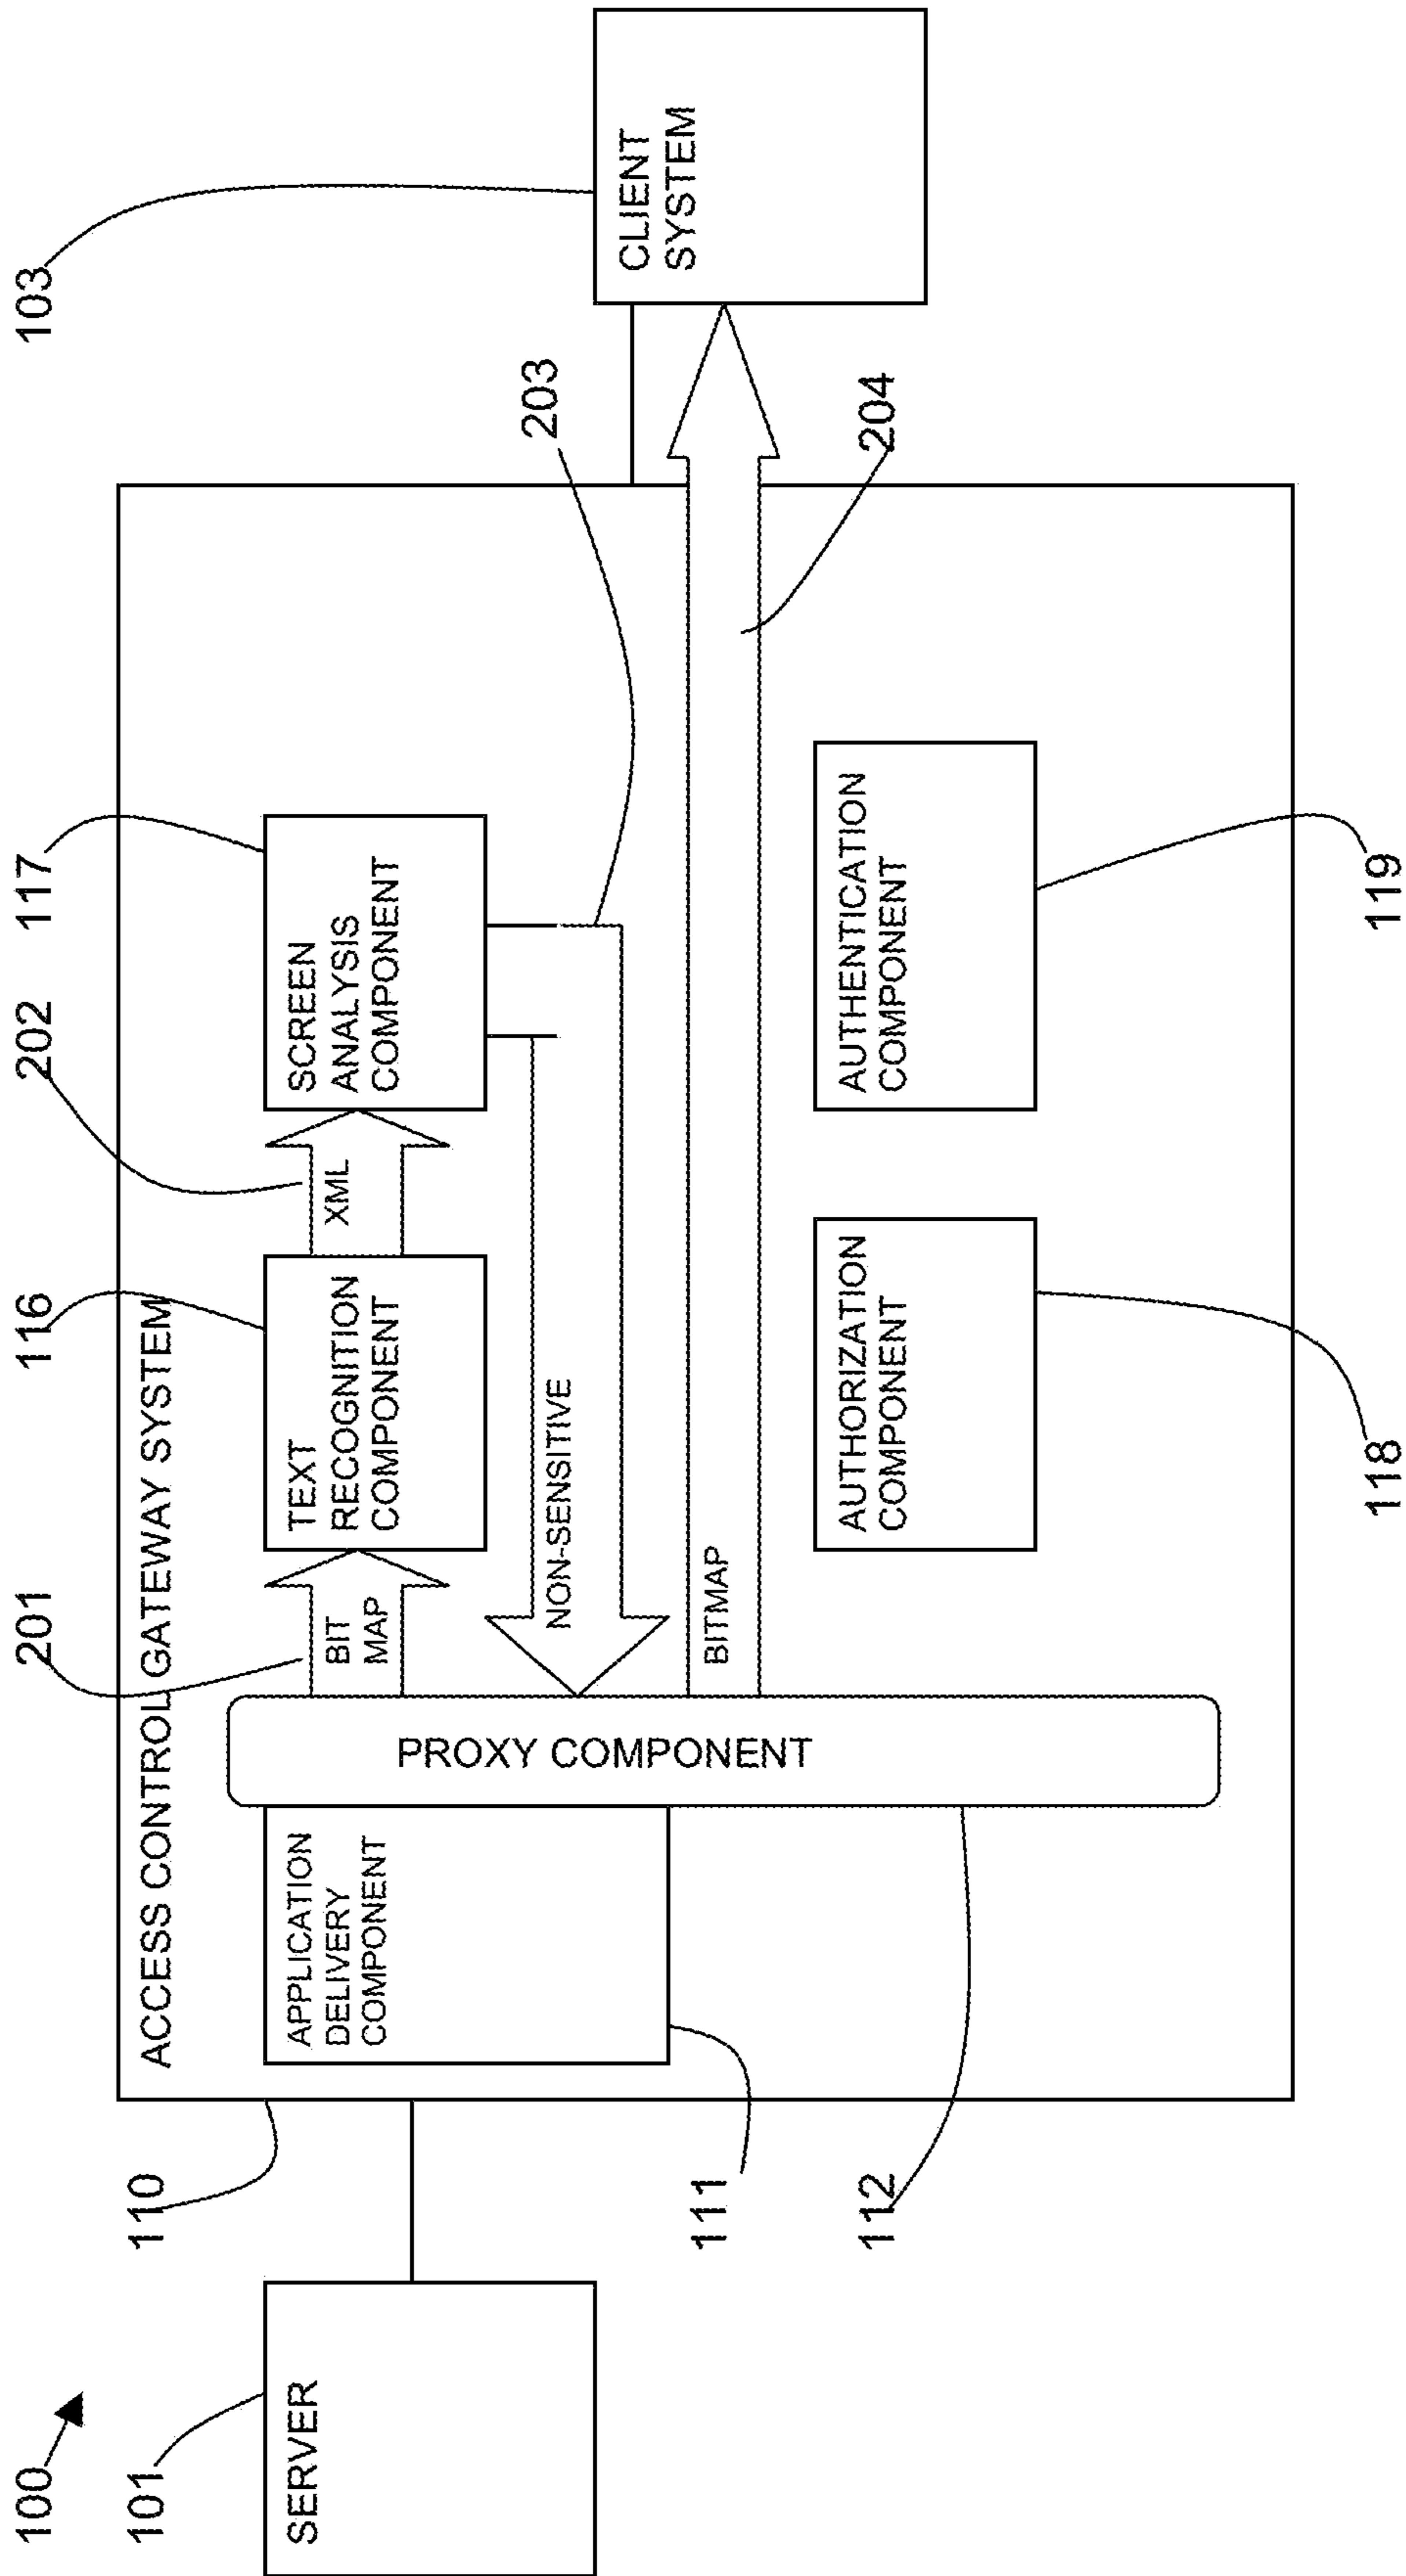 100
101
SERVER
110
ACCESS CONTROL GATEWAY SYSTEM
APPLICATION
DELIVERY
COMPONENT
111
PROXY COMPONENT
112
201
BIT
MAP
116
TEXT
RECOGNITION
COMPONENT
202
XML
117
SCREEN
ANALYSIS
COMPONENT
NON-SENSITIVE
203
BITMAP
204
AUTHORIZATION
COMPONENT
118
AUTHENTICATION
COMPONENT
119
103
CLIENT
SYSTEM